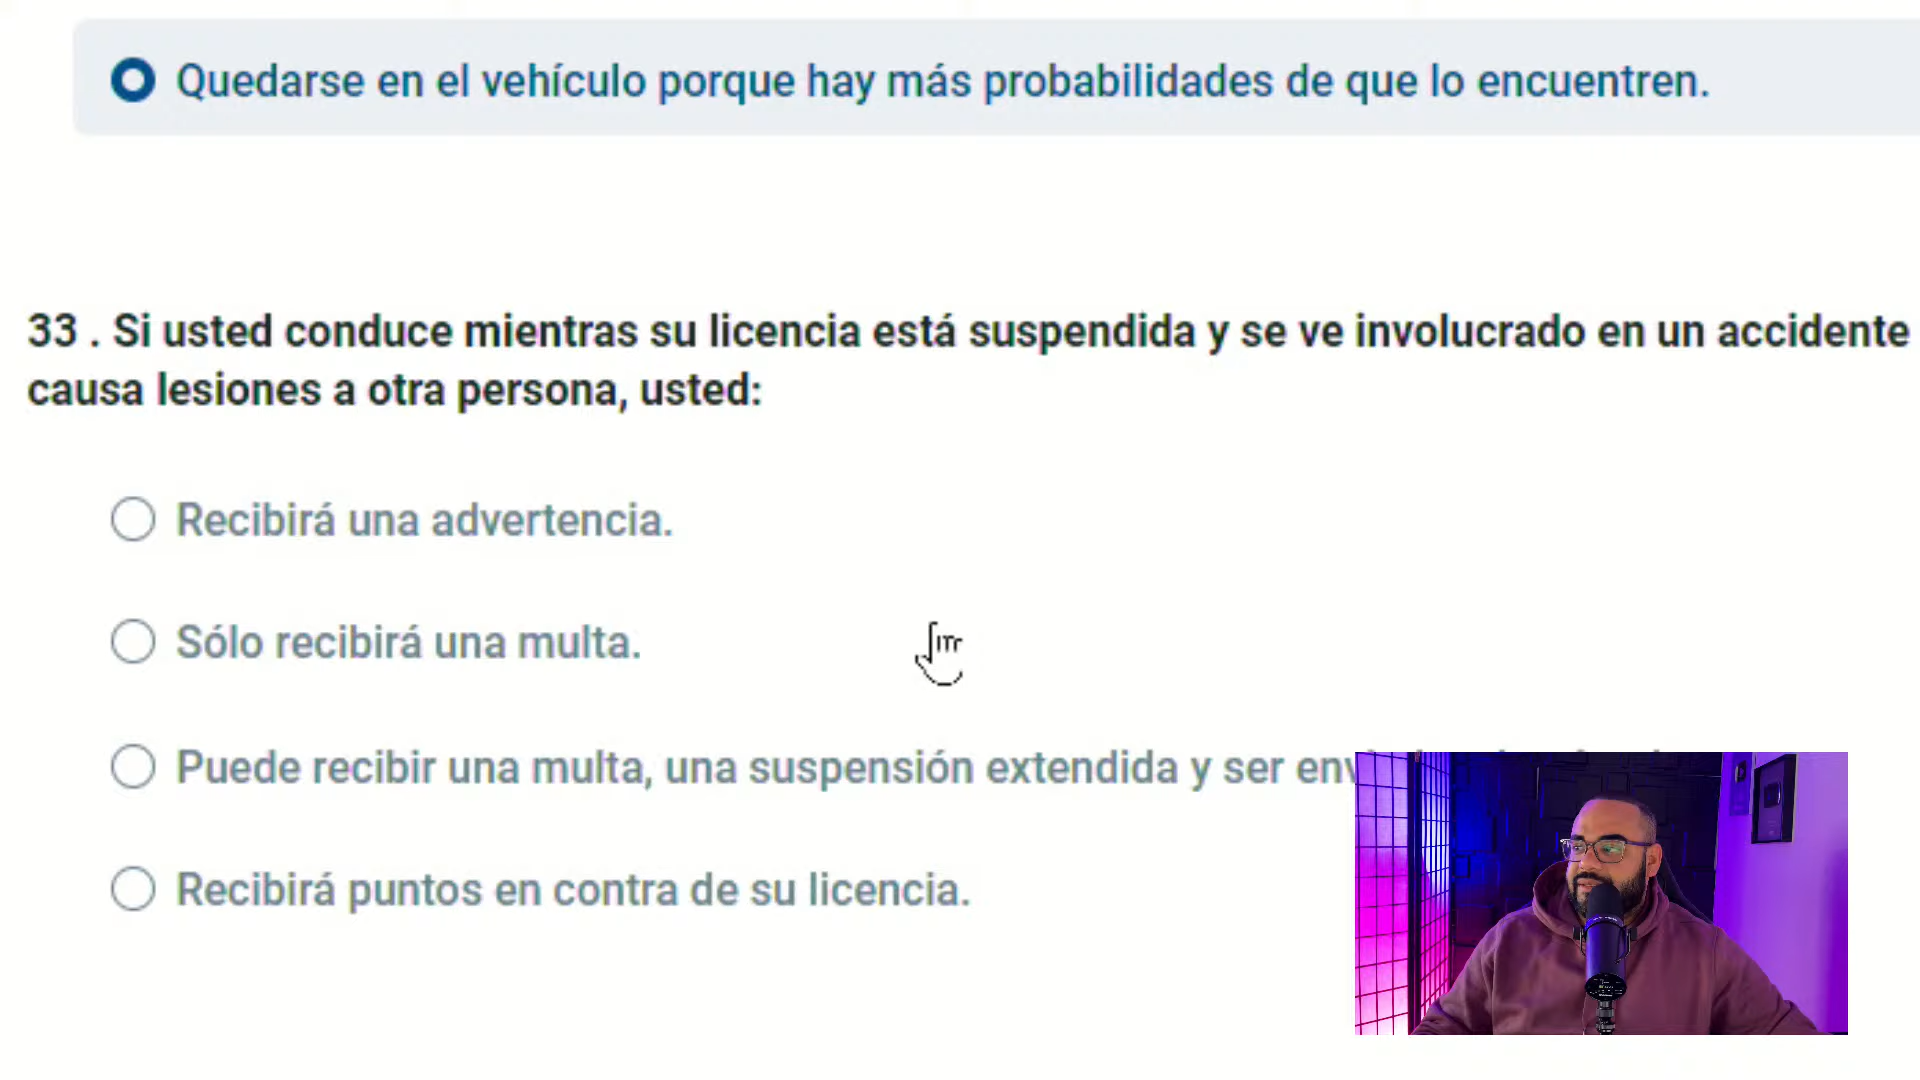 Quedarse en el vehículo porque hay más probabilidades de que lo encuentren.
33 . Si usted conduce mientras su licencia está suspendida y se ve involucrado en un accidente
causa lesiones a otra persona, usted:
Recibirá una advertencia.
Sólo recibirá una multa.
Puede recibir una multa, una suspensión extendida y ser
Recibirá puntos en contra de su licencia.